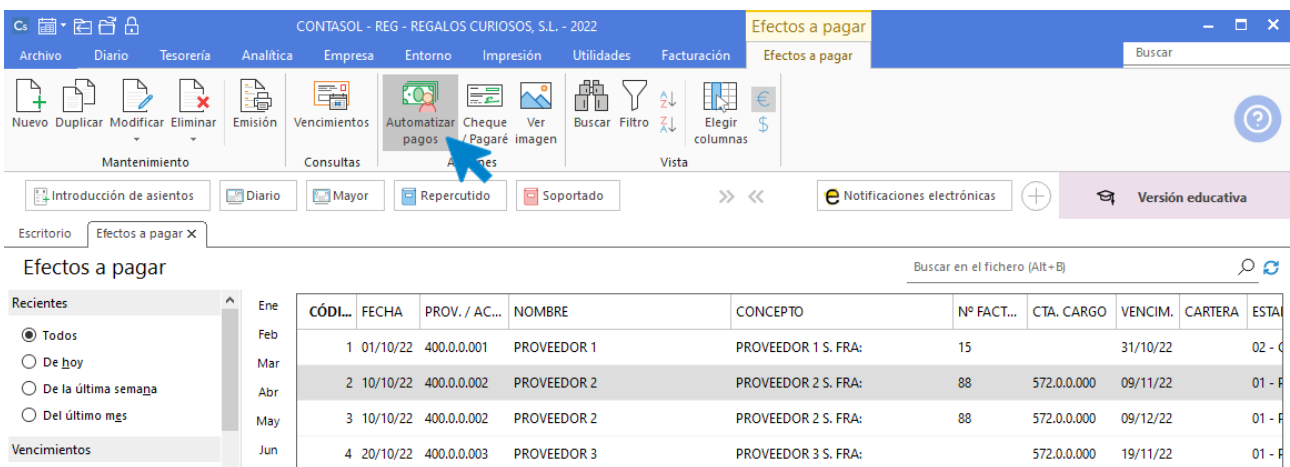 Cs CONTASOL - REG - REGALOS CURIOSOS, S.L. - 2022 Efectos a pagar
Archivo Diario Tesorería Analítica Empresa Entorno Impresión Utilidades Facturación Efectos a pagar Buscar
Nuevo Duplicar Modificar Eliminar Emisión Vencimientos Automatizar pagos Cheque / Pagaré Ver imagen Buscar Filtro Elegir columnas € $ ?
Mantenimiento Consultas Vista
Introducción de asientos Diario Mayor Repercutido Soportado Notificaciones electrónicas Versión educativa
Escritorio Efectos a pagar
Efectos a pagar Buscar en el fichero (Alt+B)
Recientes
Todos
De hoy
De la última semana
Del último mes
Vencimientos
Ene
Feb
Mar
Abr
May
Jun
CÓDI... FECHA PROV. / AC... NOMBRE CONCEPTO Nº FACT... CTA. CARGO VENCIM. CARTERA
1 01/10/22 400.0.0.001 PROVEEDOR 1 PROVEEDOR 1 S. FRA: 15 31/10/22 02 -
2 10/10/22 400.0.0.002 PROVEEDOR 2 PROVEEDOR 2 S. FRA: 88 572.0.0.000 09/11/22 01 -
3 10/10/22 400.0.0.002 PROVEEDOR 2 PROVEEDOR 2 S. FRA: 88 572.0.0.000 09/12/22 01 -
4 20/10/22 400.0.0.003 PROVEEDOR 3 PROVEEDOR 3 S. FRA: 572.0.0.000 19/11/22 01 -